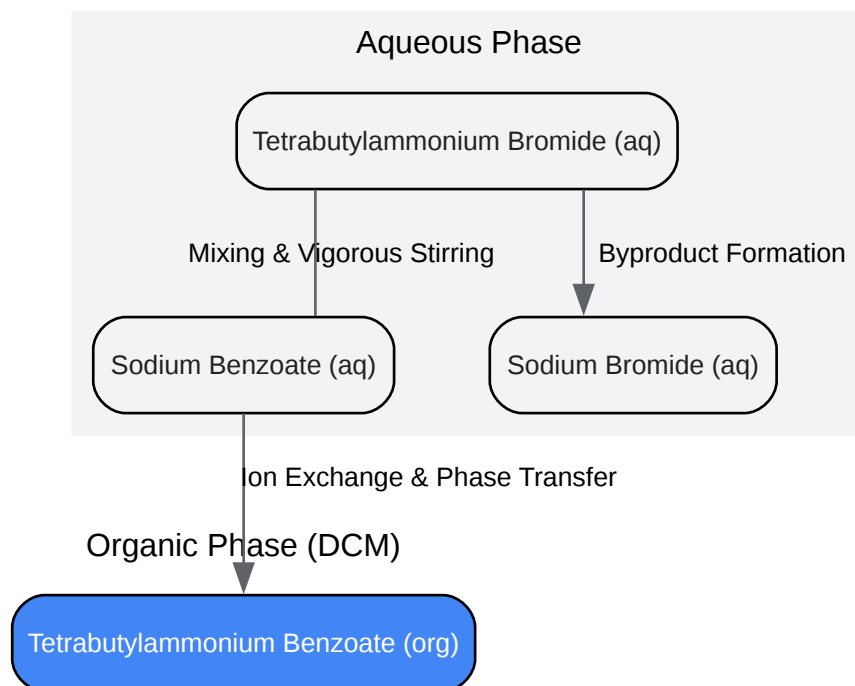 Aqueous Phase
Tetrabutylammonium Bromide (aq)
Mixing & Vigorous Stirring
Byproduct Formation
Sodium Benzoate (aq)
Sodium Bromide (aq)
Ion Exchange & Phase Transfer
Organic Phase (DCM)
Tetrabutylammonium Benzoate (org)